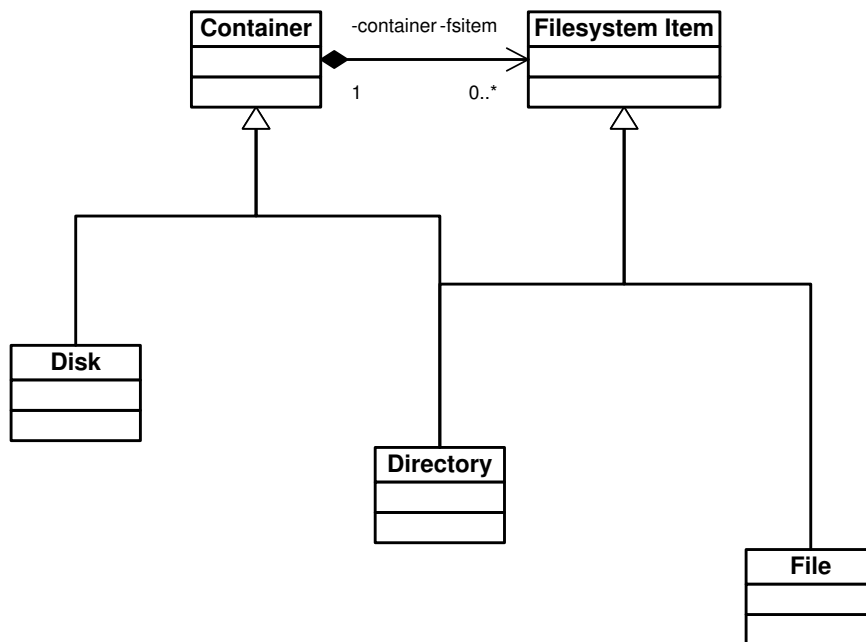 Container
-container
-fsitem
Filesystem Item
1
0..*
Disk
Directory
File